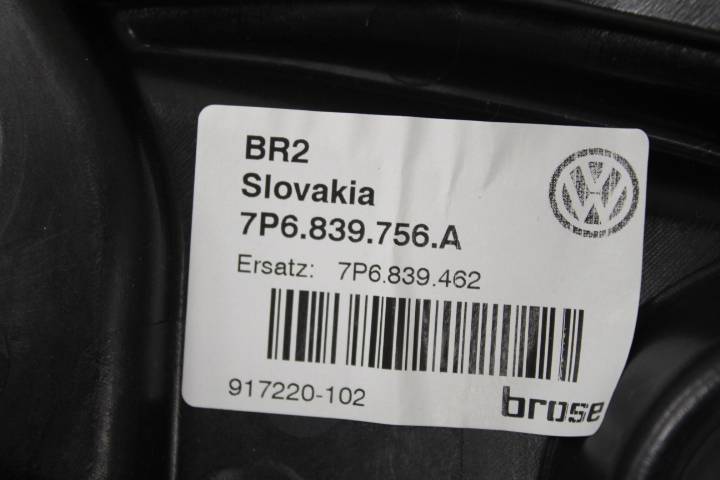 BR2
Slovakia
7P6.839.756.A
Ersatz: 7P6.839.462
917220-102
brose